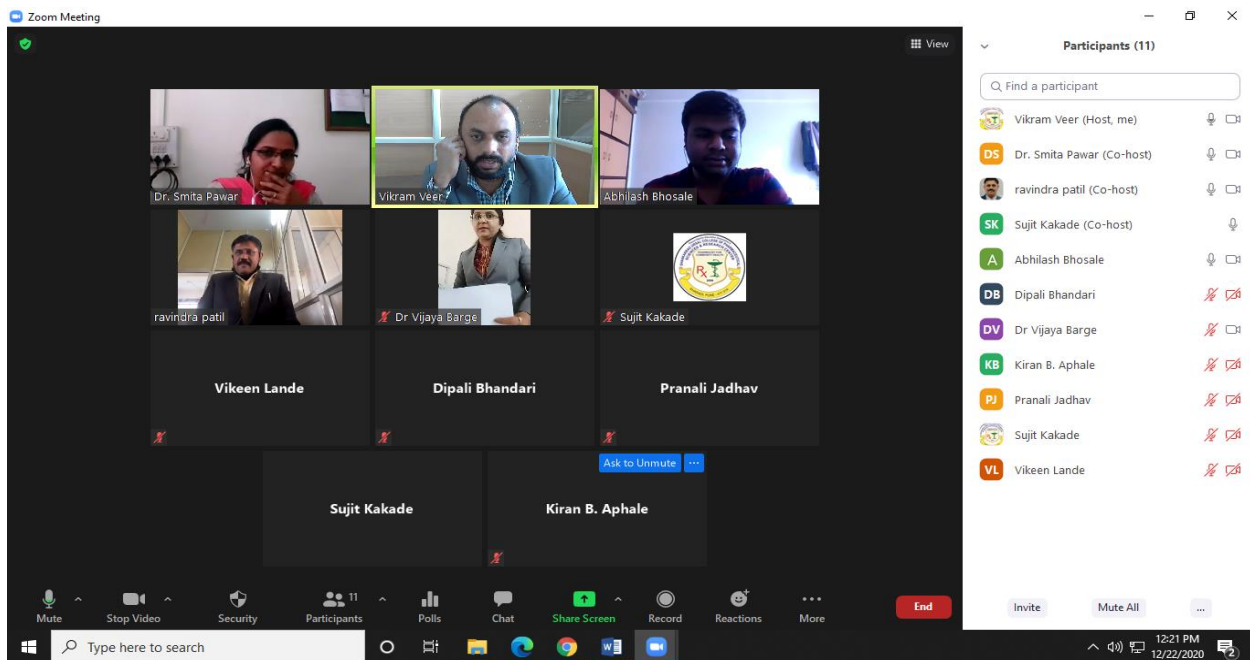 Zoom Meeting
View
Participants (11)
Find a participant
Dr. Smita Pawar
Vikram Veer
Abhilash Bhosale
ravindra patil
Dr Vijaya Barge
Sujit Kakade
Vikeen Lande
Dipali Bhandari
Pranali Jadhav
Ask to Unmute ...
Sujit Kakade
Kiran B. Aphale
Vikram Veer (Host, me)
DS Dr. Smita Pawar (Co-host)
ravindra patil (Co-host)
SK Sujit Kakade (Co-host)
A Abhilash Bhosale
DB Dipali Bhandari
DV Dr Vijaya Barge
KB Kiran B. Aphale
PJ Pranali Jadhav
Sujit Kakade
VL Vikeen Lande
Mute
Stop Video
Security
11
Participants
Polls
Chat
Share Screen
Record
Reactions
More
End
Invite
Mute All
...
Type here to search
12:21 PM
12/22/2020
2